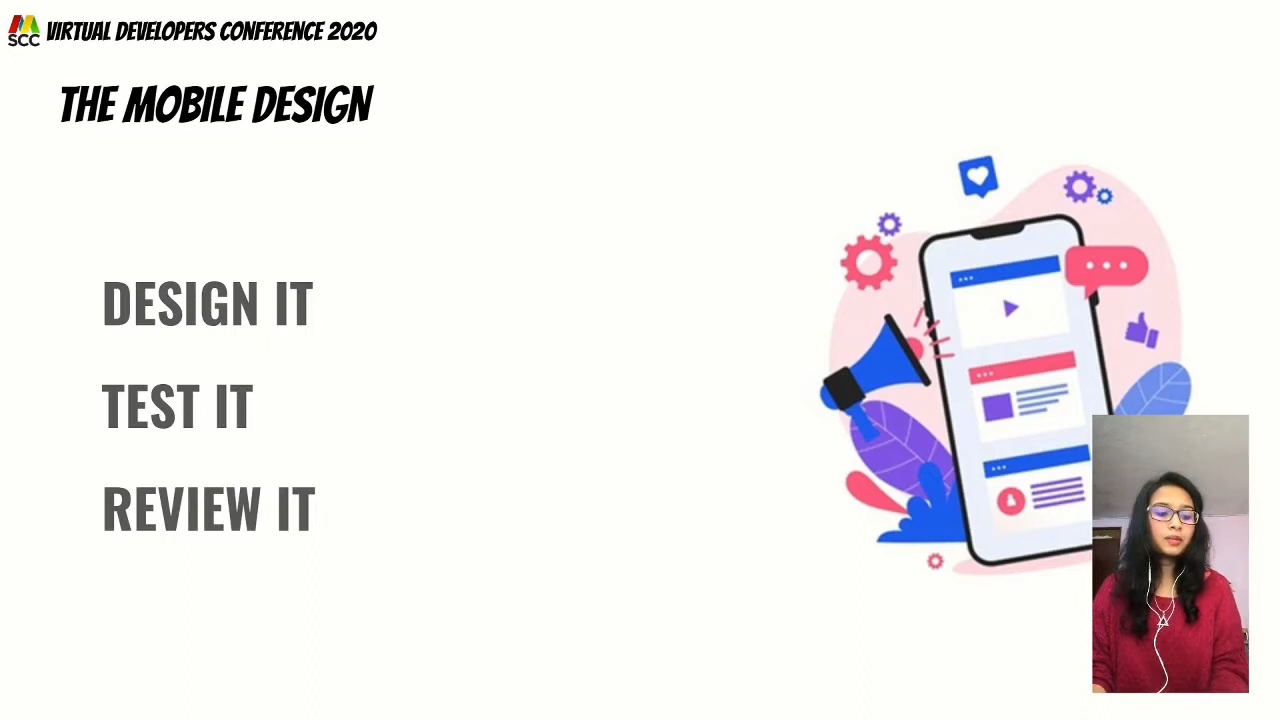 SCC VIRTUAL DEVELOPERS CONFERENCE 2020
THE MOBILE DESIGN
DESIGN IT
TEST IT
REVIEW IT